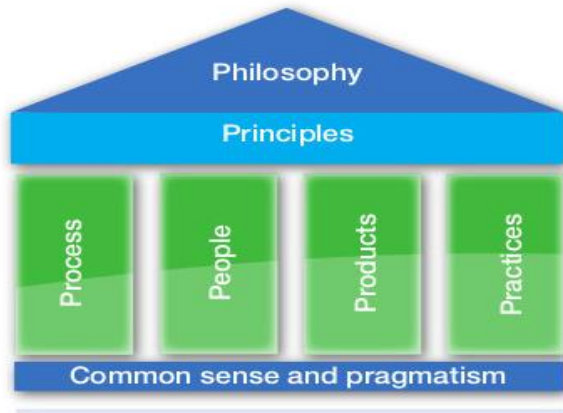 Philosophy
Principles
Process
People
Products
Practices
Common sense and pragmatism